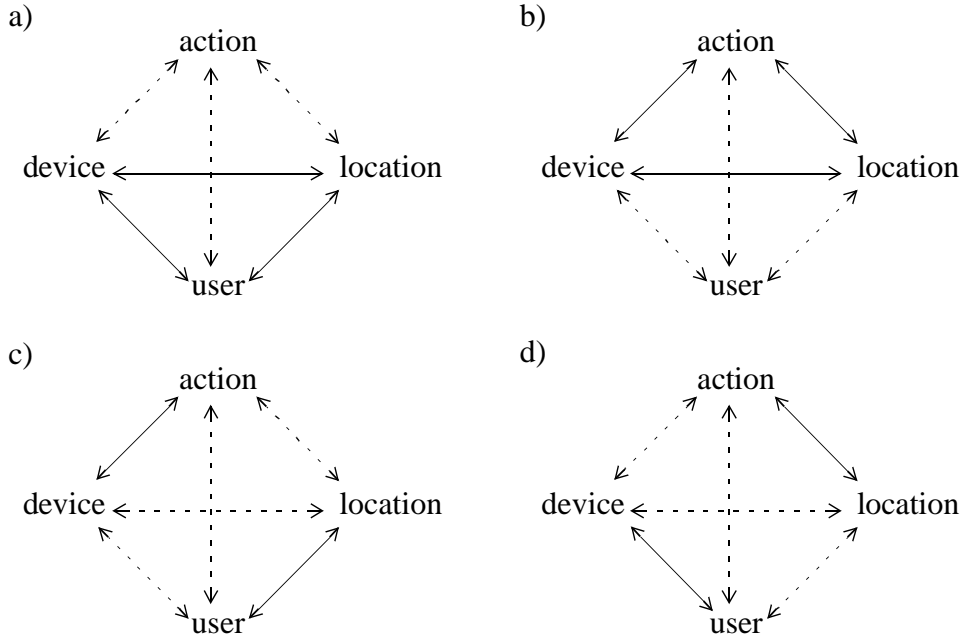 a)
action
device
location
user
b)
action
device
location
user
c)
action
device
location
user
d)
action
device
location
user